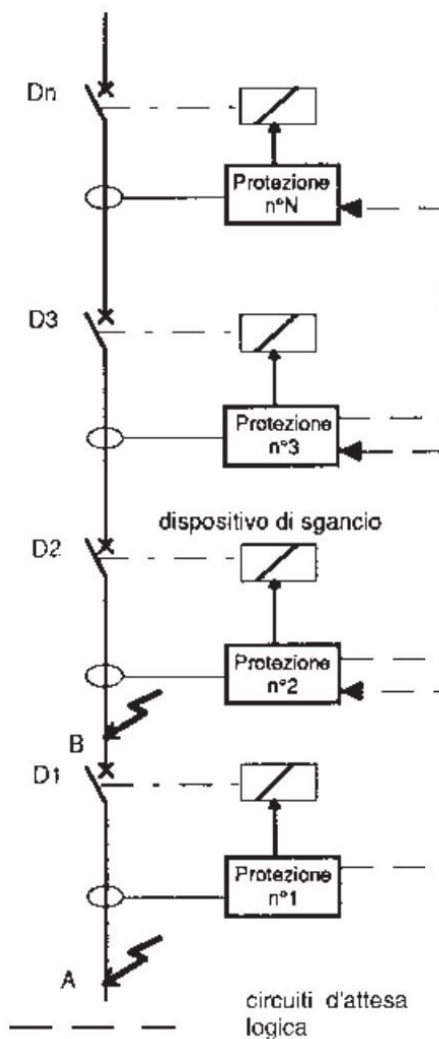 Dn
Protezione
n°N
D3
Protezione
n°3
dispositivo di sgancio
D2
Protezione
n°2
B
D1
Protezione
n°1
A
circuiti d'attesa
logica